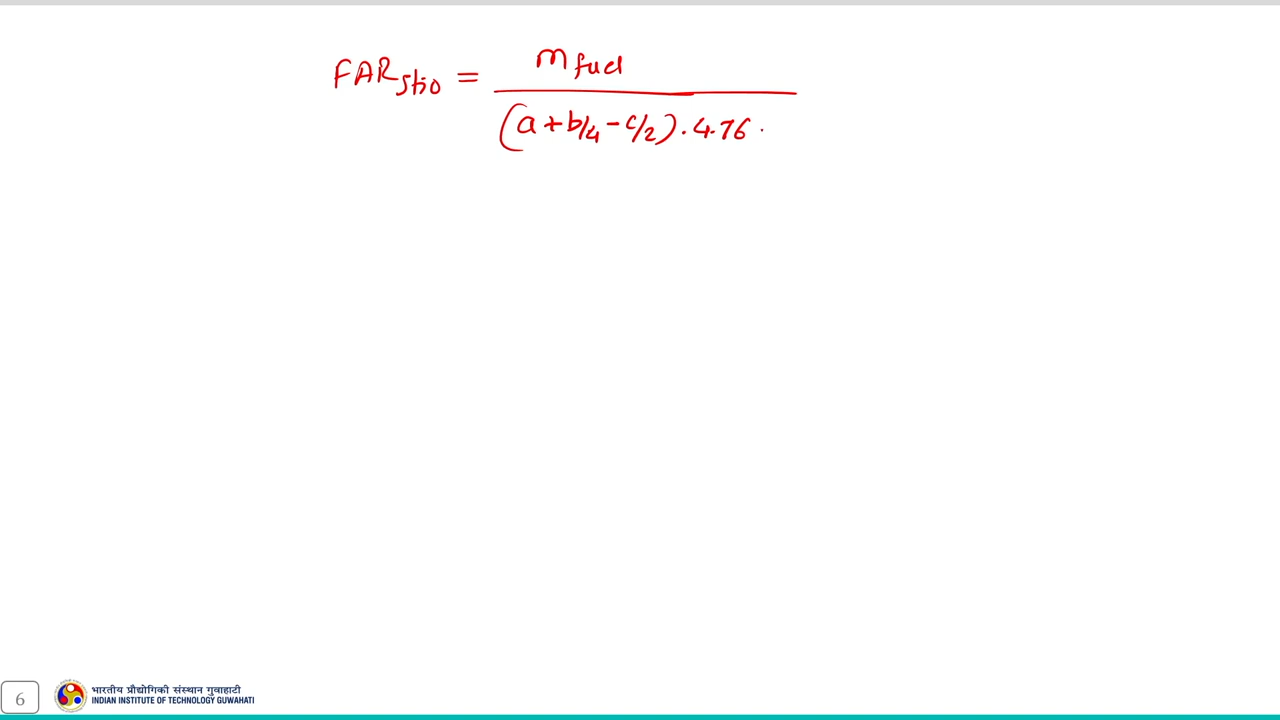 FARstio = mfuel
(a + b/4 - c/2) . 4.76 .
6
भारतीय प्रौद्योगिकी संस्थान गुवाहाटी
INDIAN INSTITUTE OF TECHNOLOGY GUWAHATI